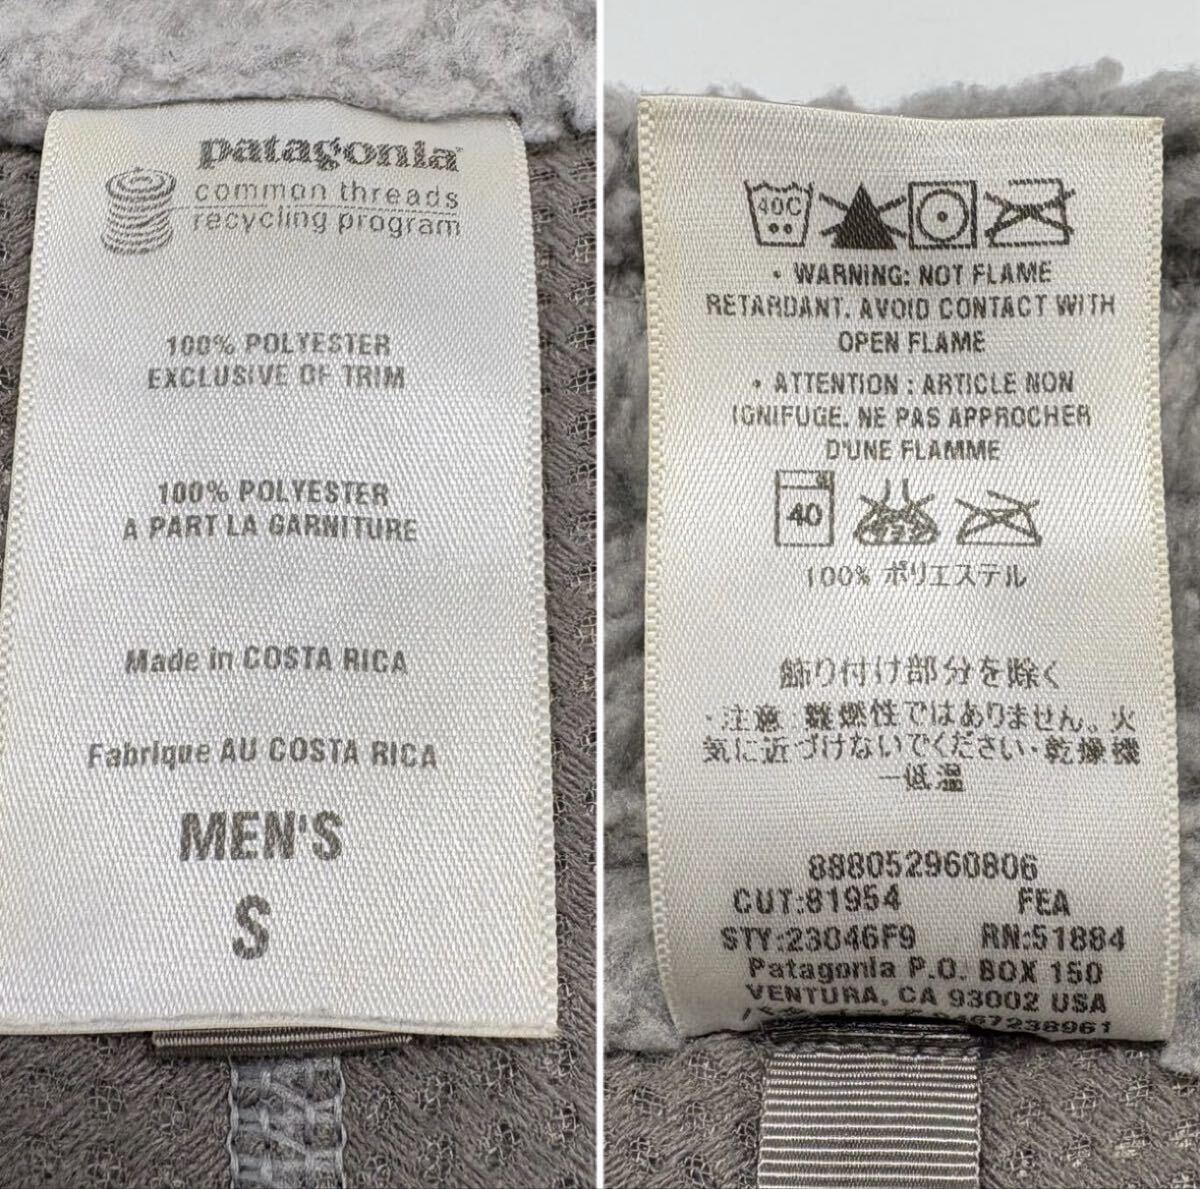 patagonia
common threads
recycling program
100% POLYESTER
EXCLUSIVE OF TRIM
100% POLYESTER
A PART LA GARNITURE
Made in COSTA RICA
Fabrique AU COSTA RICA
MEN'S
S
40C
• WARNING: NOT FLAME
RETARDANT. AVOID CONTACT WITH
OPEN FLAME
• ATTENTION : ARTICLE NON
IGNIFUGE. NE PAS APPROCHER
D'UNE FLAMME
40
100% ポリエステル
飾り付け部分を除く
・注意：難燃性ではありません。火
気に近づけないでください・乾燥機
一低温
888052960806
CUT:81954 FEA
STY:23046F9 RN:51884
Patagonia P.O. BOX 150
VENTURA, CA 93002 USA
0467238961